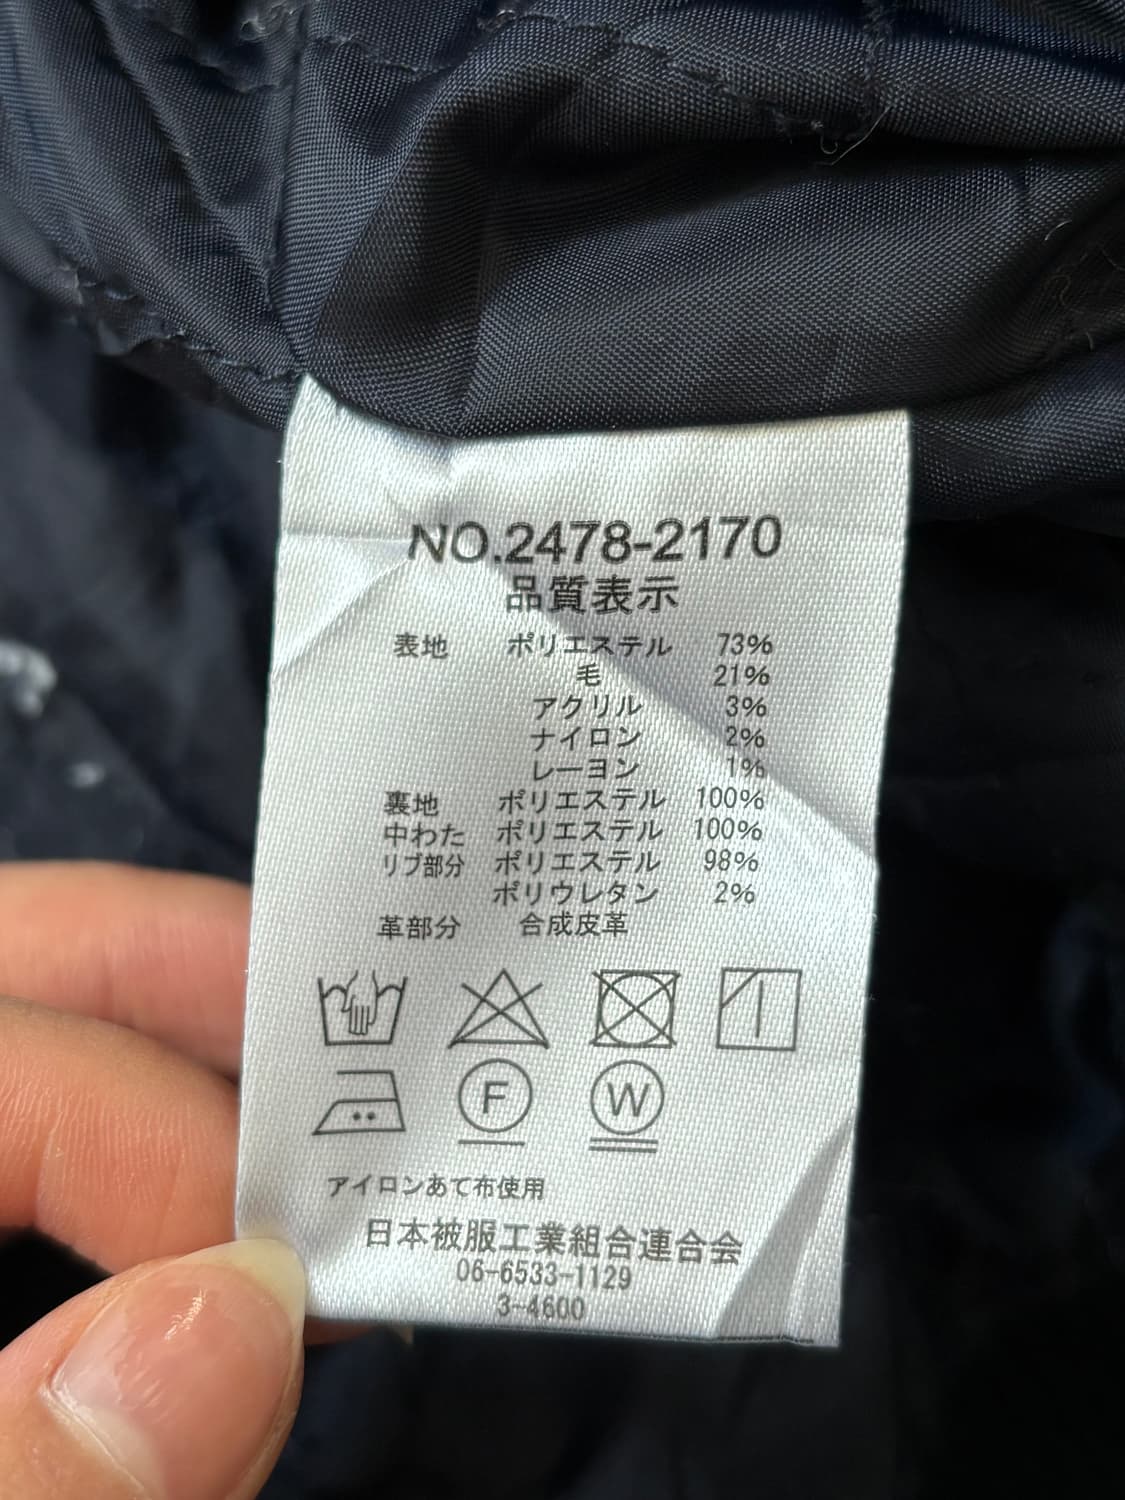 NO.2478-2170
品質表示
表地 ポリエステル 73%
毛 21%
アクリル 3%
ナイロン 2%
レーヨン 1%
裏地 ポリエステル 100%
中わた ポリエステル 100%
リブ部分 ポリエステル 98%
ポリウレタン 2%
革部分 合成皮革
F W
アイロンあて布使用
日本被服工業組合連合会
06-6533-1129
3-4600